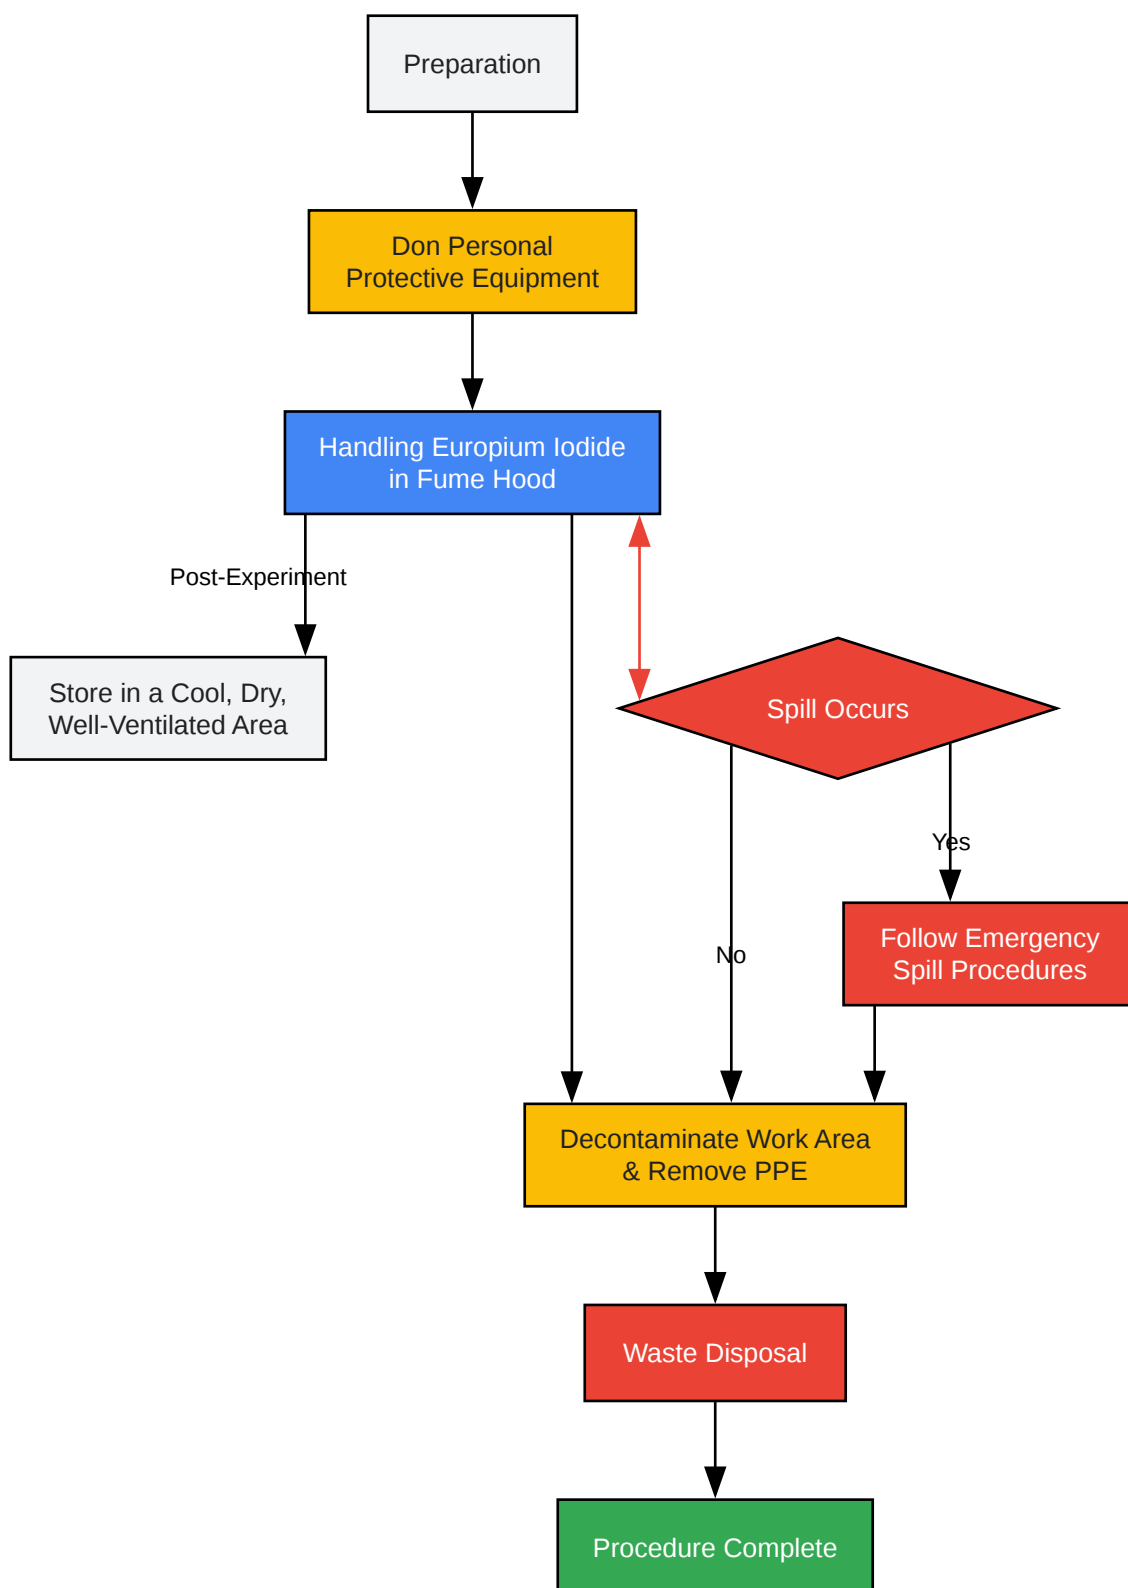 Preparation
Don Personal
Protective Equipment
Handling Europium Iodide
in Fume Hood
Post-Experiment
Store in a Cool, Dry,
Well-Ventilated Area
Spill Occurs
Yes
No
Follow Emergency
Spill Procedures
Decontaminate Work Area
& Remove PPE
Waste Disposal
Procedure Complete